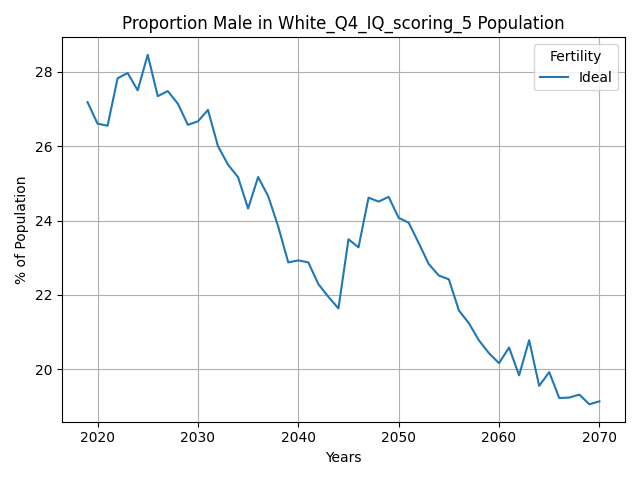 Proportion Male in White_Q4_IQ_scoring_5 Population
Fertility
Ideal
% of Population
28
26
24
22
20
2020 2030 2040 2050 2060 2070
Years